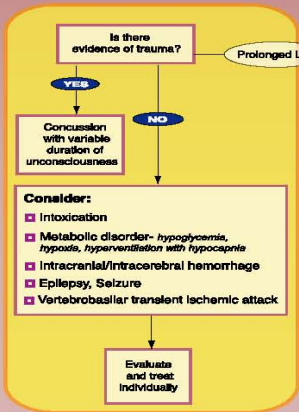 Is there
evidence of trauma?
Prolonged L
YES
NO
Concussion
with variable
duration of
unconsciousness
Consider:
Intoxication
Metabolic disorder- hypoglycemia,
hypoxia, hyperventilation with hypocapnia
Intracranial/intracerebral hemorrhage
Epilepsy, Seizure
Vertebrobasilar transient ischemic attack
Evaluate
and treat
individually